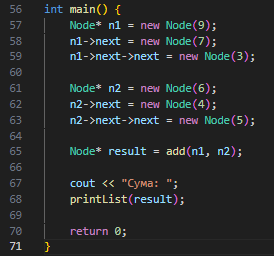 56 int main() {
57 Node* n1 = new Node(9);
58 n1->next = new Node(7);
59 n1->next->next = new Node(3);
60
61 Node* n2 = new Node(6);
62 n2->next = new Node(4);
63 n2->next->next = new Node(5);
64
65 Node* result = add(n1, n2);
66
67 cout << "Сума: ";
68 printList(result);
69
70 return 0;
71 }